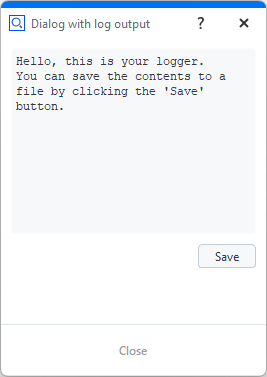 Dialog with log output ? ✕
Hello, this is your logger.
You can save the contents to a
file by clicking the 'Save'
button.
Save
Close